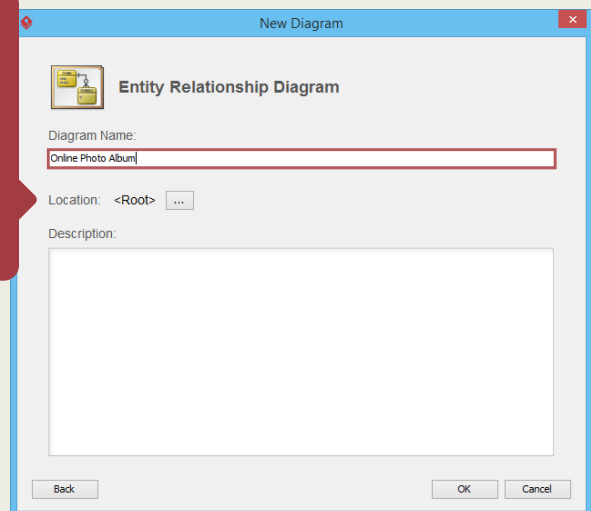 New Diagram
Entity Relationship Diagram
Diagram Name:
Online Photo Album
Location: <Root> ...
Description:
Back OK Cancel